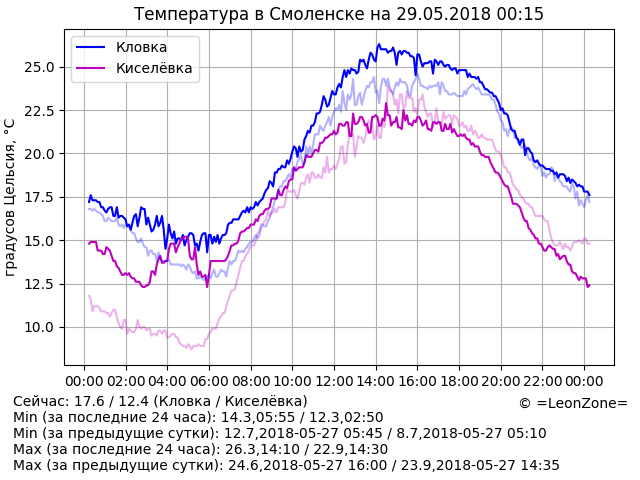 Температура в Смоленске на 29.05.2018 00:15
градусов Цельсия, °C
Кловка
Киселёвка
25.0
22.5
20.0
17.5
15.0
12.5
10.0
00:00 02:00 04:00 06:00 08:00 10:00 12:00 14:00 16:00 18:00 20:00 22:00 00:00
Сейчас: 17.6 / 12.4 (Кловка / Киселёвка)
© =LeonZone=
Min (за последние 24 часа): 14.3,05:55 / 12.3,02:50
Min (за предыдущие сутки): 12.7,2018-05-27 05:45 / 8.7,2018-05-27 05:10
Max (за последние 24 часа): 26.3,14:10 / 22.9,14:30
Max (за предыдущие сутки): 24.6,2018-05-27 16:00 / 23.9,2018-05-27 14:35